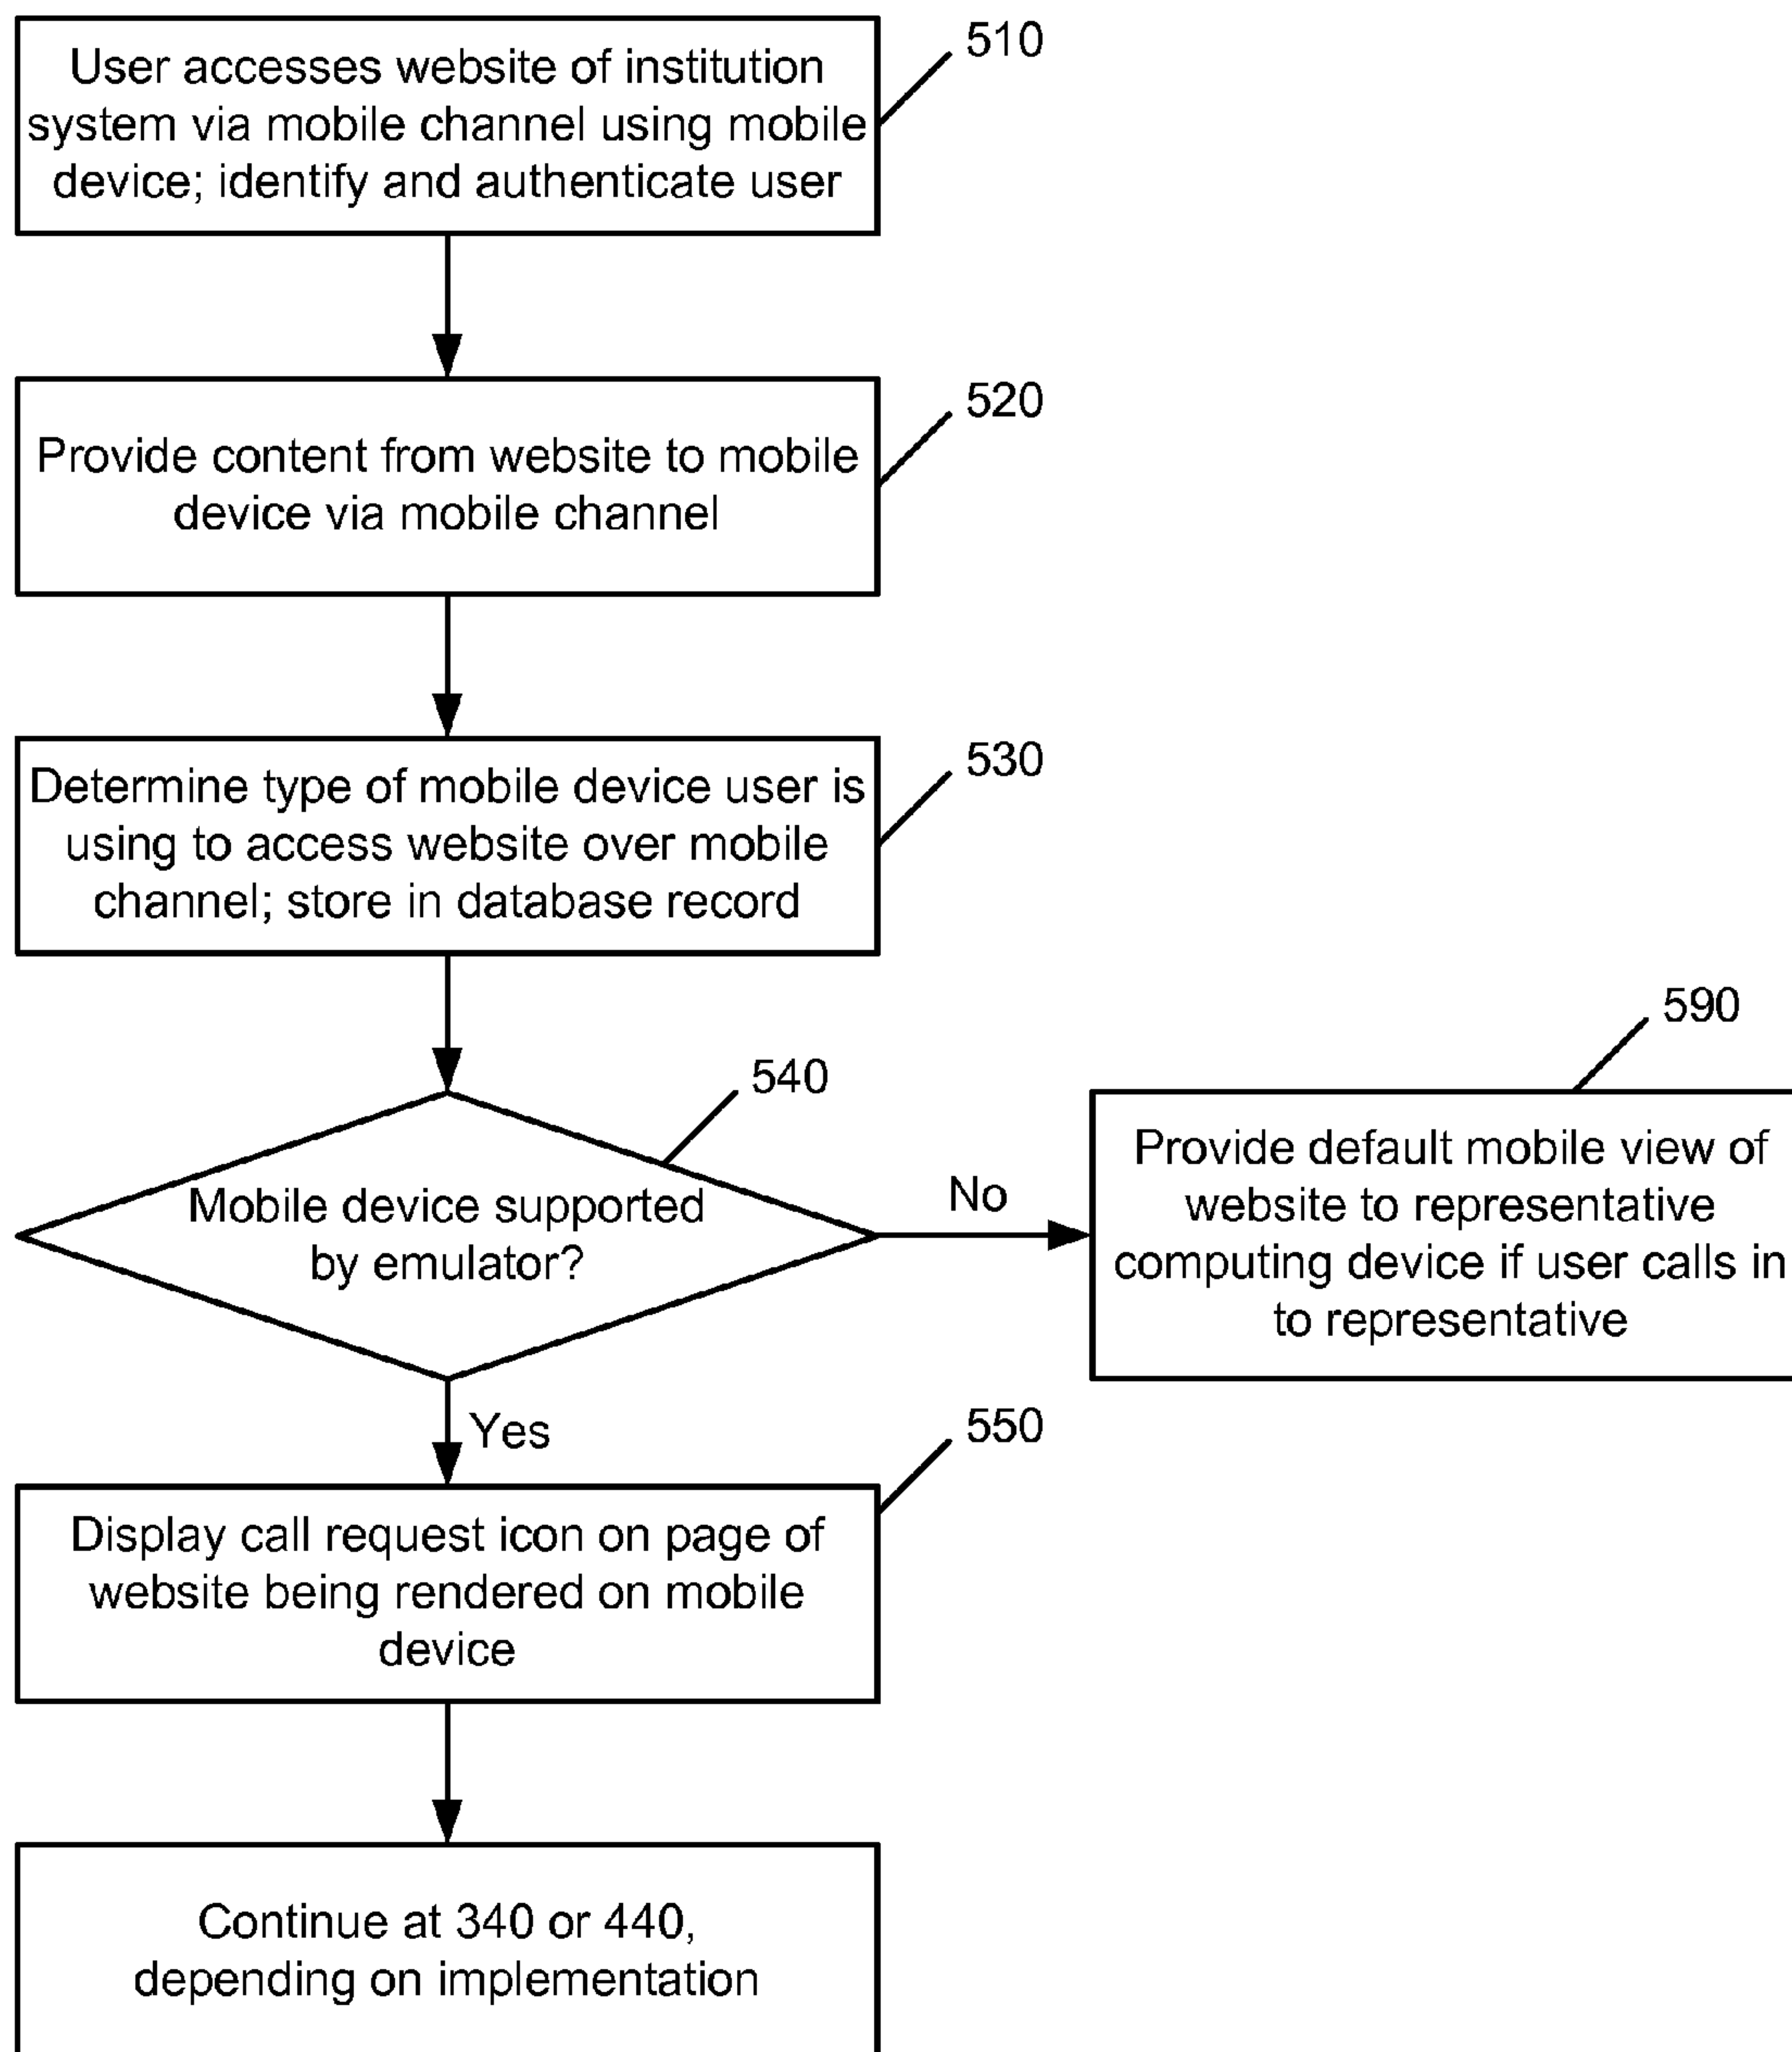 User accesses website of institution
system via mobile channel using mobile
device; identify and authenticate user
510
Provide content from website to mobile
device via mobile channel
520
Determine type of mobile device user is
using to access website over mobile
channel; store in database record
530
Mobile device supported
by emulator?
540
No
Provide default mobile view of
website to representative
computing device if user calls in
to representative
590
Yes
Display call request icon on page of
website being rendered on mobile
device
550
Continue at 340 or 440,
depending on implementation